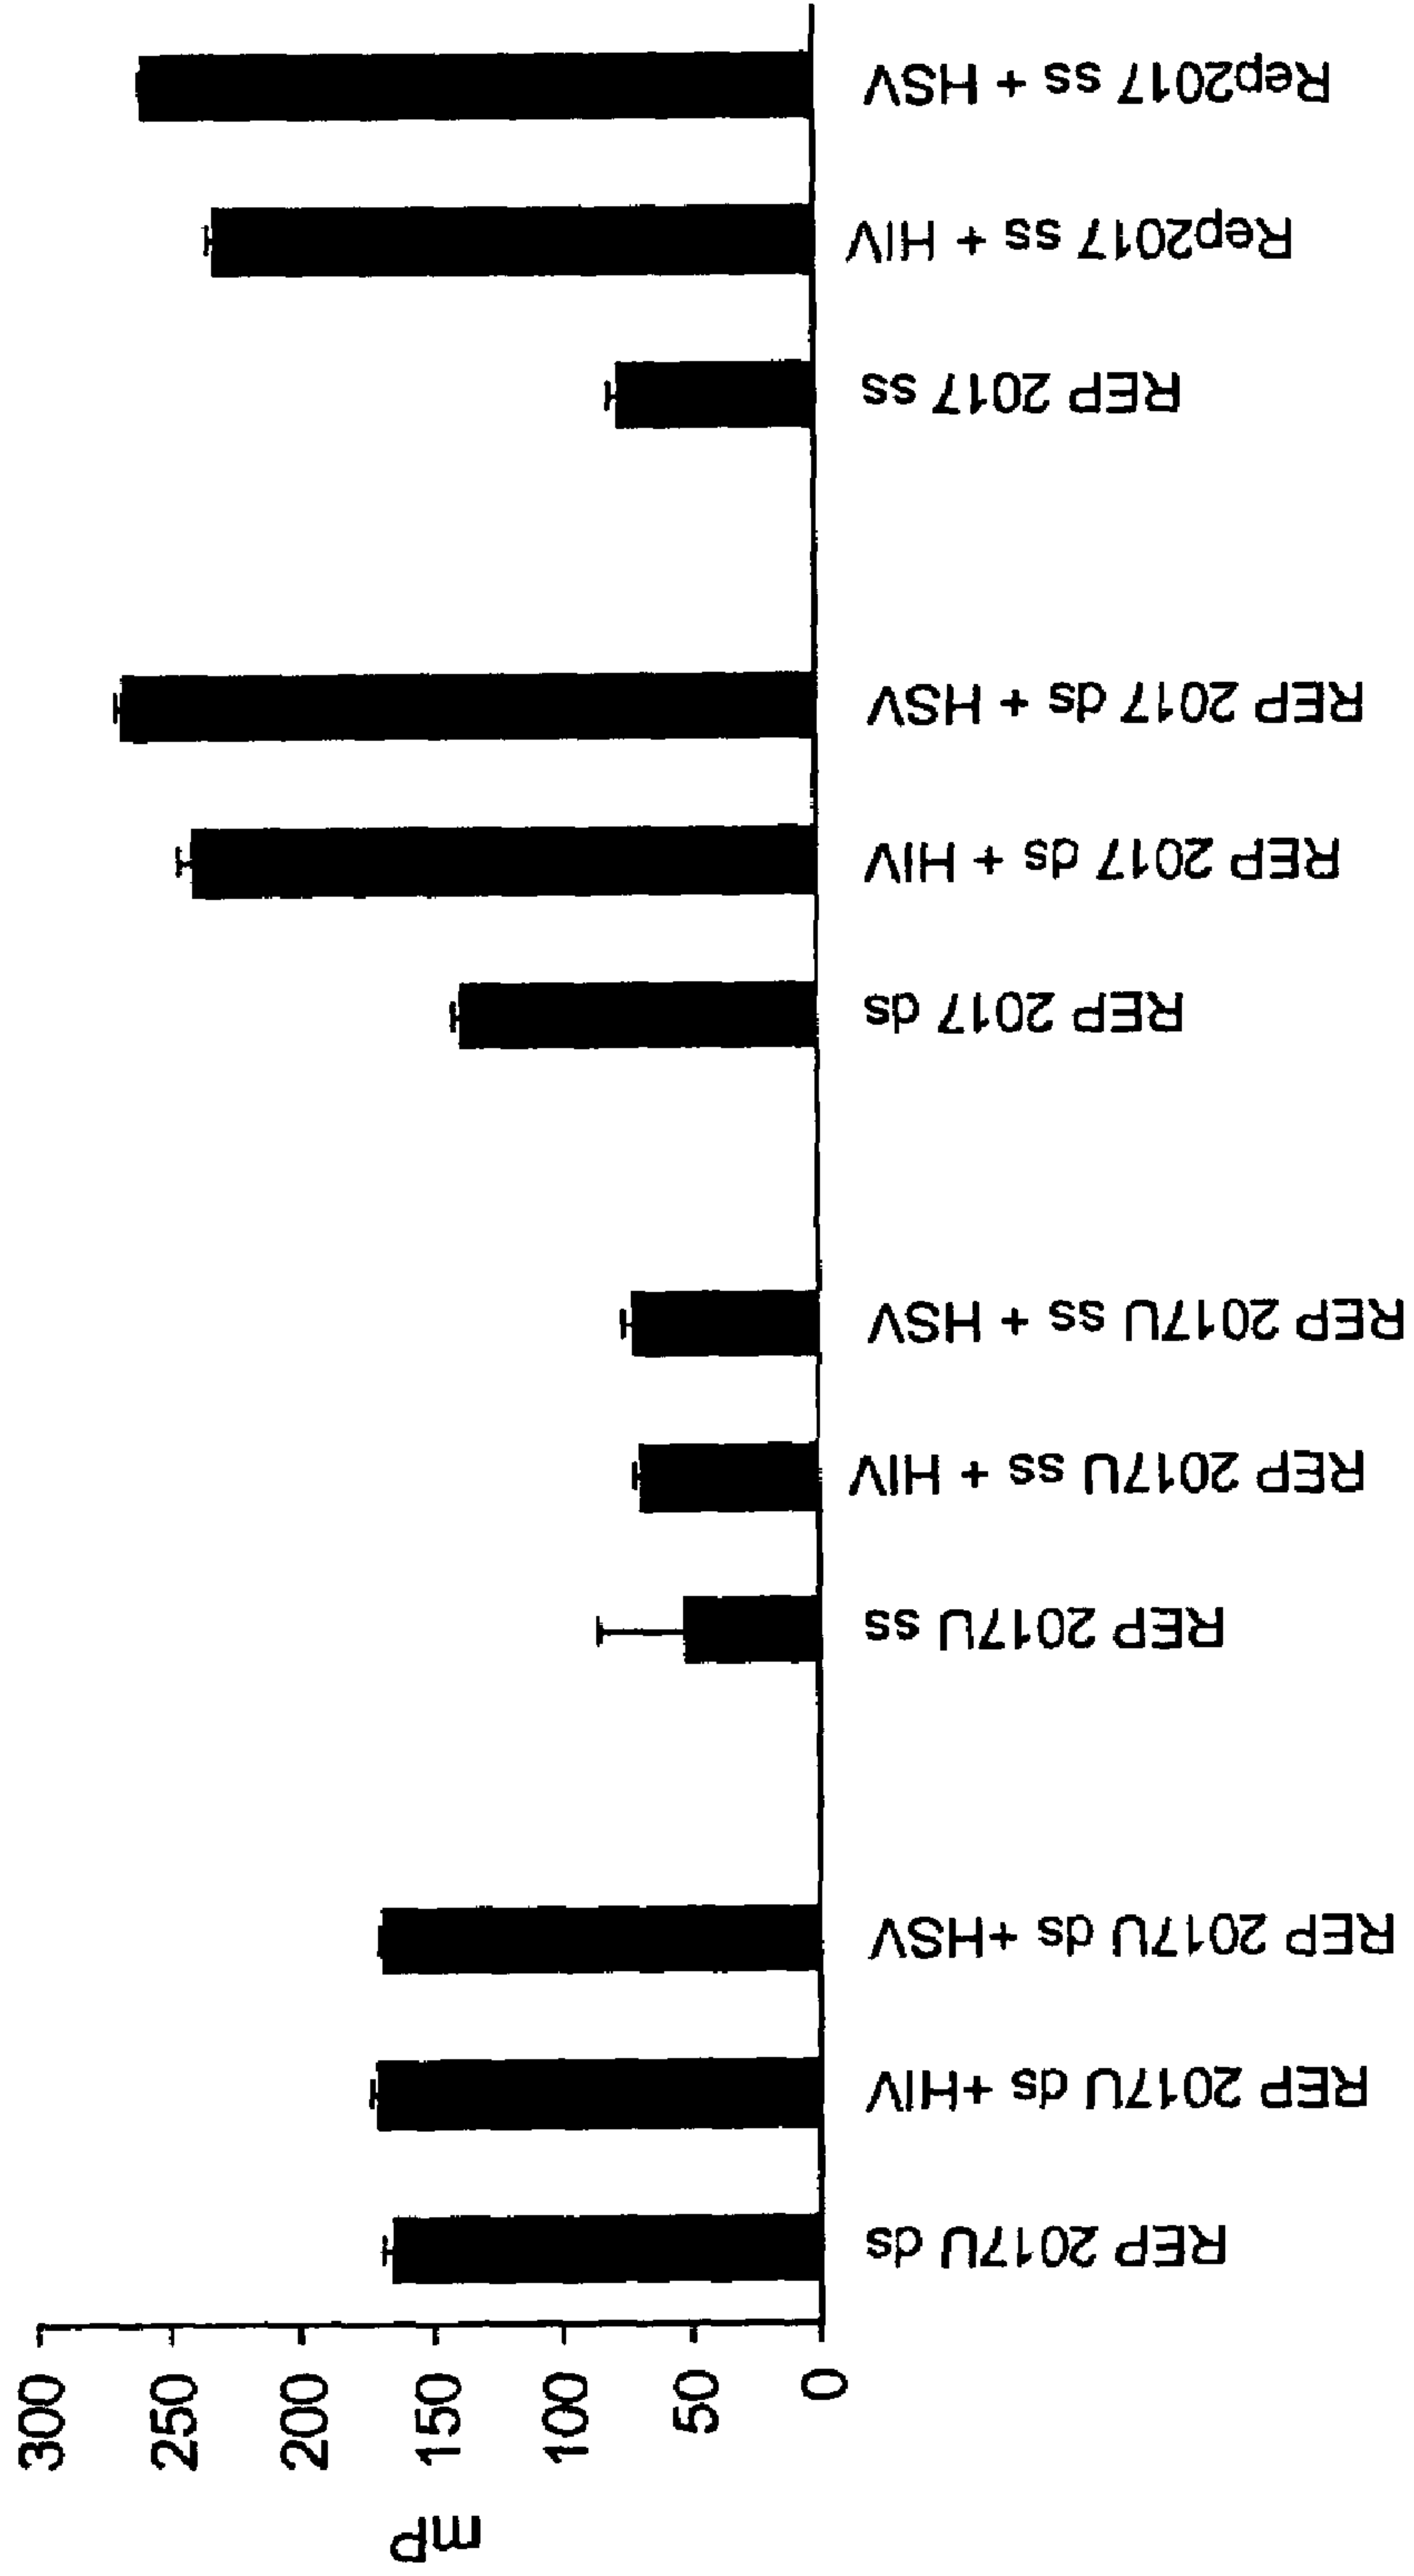 mP
300
250
200
150
100
50
0
REP 2017U ds
REP 2017U ds +HIV
REP 2017U ds +HSV
REP 2017U ss
REP 2017U ss + HIV
REP 2017U ss + HSV
REP 2017 ds
REP 2017 ds + HIV
REP 2017 ds + HSV
REP 2017 ss
Rep2017 ss + HIV
Rep2017 ss + HSV